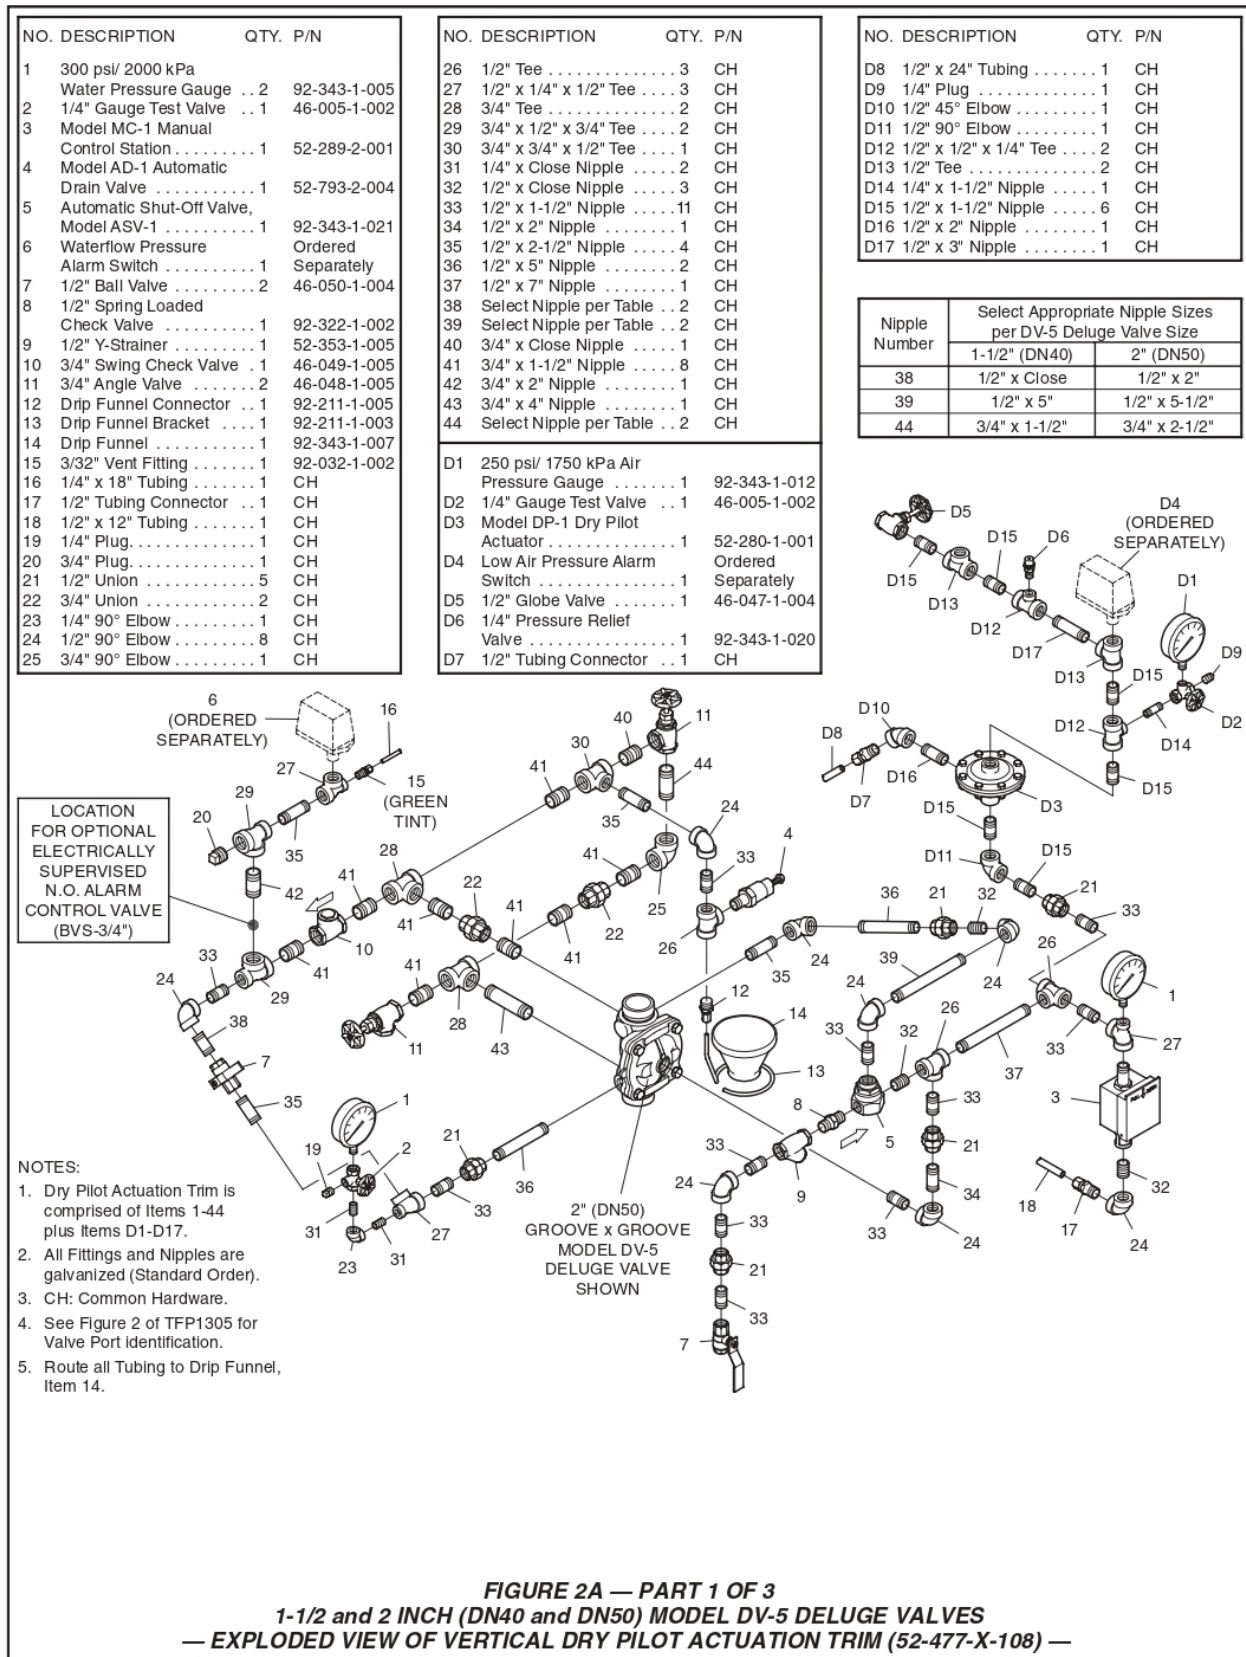 NO. DESCRIPTION QTY. P/N
1 300 psi/ 2000 kPa
Water Pressure Gauge . . 2 92-343-1-005
2 1/4" Gauge Test Valve . . 1 46-005-1-002
3 Model MC-1 Manual
Control Station . . . . . . . . . 1 52-289-2-001
4 Model AD-1 Automatic
Drain Valve . . . . . . . . . . . 1 52-793-2-004
5 Automatic Shut-Off Valve,
Model ASV-1 . . . . . . . . . . 1 92-343-1-021
6 Waterflow Pressure Ordered
Alarm Switch . . . . . . . . . . 1 Separately
7 1/2" Ball Valve . . . . . . . . . 2 46-050-1-004
8 1/2" Spring Loaded
Check Valve . . . . . . . . . . 1 92-322-1-002
9 1/2" Y-Strainer . . . . . . . . . 1 52-353-1-005
10 3/4" Swing Check Valve . 1 46-049-1-005
11 3/4" Angle Valve . . . . . . . 2 46-048-1-005
12 Drip Funnel Connector . . 1 92-211-1-005
13 Drip Funnel Bracket . . . . 1 92-211-1-003
14 Drip Funnel . . . . . . . . . . . 1 92-343-1-007
15 3/32" Vent Fitting . . . . . . . 1 92-032-1-002
16 1/4" x 18" Tubing . . . . . . . 1 CH
17 1/2" Tubing Connector . . 1 CH
18 1/2" x 12" Tubing . . . . . . . 1 CH
19 1/4" Plug. . . . . . . . . . . . . 1 CH
20 3/4" Plug. . . . . . . . . . . . . 1 CH
21 1/2" Union . . . . . . . . . . . . 5 CH
22 3/4" Union . . . . . . . . . . . . 2 CH
23 1/4" 90° Elbow . . . . . . . . . 1 CH
24 1/2" 90° Elbow . . . . . . . . . 8 CH
25 3/4" 90° Elbow . . . . . . . . . 1 CH
NO. DESCRIPTION QTY. P/N
26 1/2" Tee . . . . . . . . . . . . . . 3 CH
27 1/2" x 1/4" x 1/2" Tee . . . . 3 CH
28 3/4" Tee . . . . . . . . . . . . . . 2 CH
29 3/4" x 1/2" x 3/4" Tee . . . . 2 CH
30 3/4" x 3/4" x 1/2" Tee . . . . 1 CH
31 1/4" x Close Nipple . . . . . 2 CH
32 1/2" x Close Nipple . . . . . 3 CH
33 1/2" x 1-1/2" Nipple . . . . .11 CH
34 1/2" x 2" Nipple . . . . . . . . 1 CH
35 1/2" x 2-1/2" Nipple . . . . . 4 CH
36 1/2" x 5" Nipple . . . . . . . . 2 CH
37 1/2" x 7" Nipple . . . . . . . . 1 CH
38 Select Nipple per Table . . 2 CH
39 Select Nipple per Table . . 2 CH
40 3/4" x Close Nipple . . . . . 1 CH
41 3/4" x 1-1/2" Nipple . . . . . 8 CH
42 3/4" x 2" Nipple . . . . . . . . 1 CH
43 3/4" x 4" Nipple . . . . . . . . 1 CH
44 Select Nipple per Table . . 2 CH
D1 250 psi/ 1750 kPa Air
Pressure Gauge . . . . . . . 1 92-343-1-012
D2 1/4" Gauge Test Valve . . 1 46-005-1-002
D3 Model DP-1 Dry Pilot
Actuator . . . . . . . . . . . . . . 1 52-280-1-001
D4 Low Air Pressure Alarm Ordered
Switch . . . . . . . . . . . . . . . 1 Separately
D5 1/2" Globe Valve . . . . . . . 1 46-047-1-004
D6 1/4" Pressure Relief
Valve . . . . . . . . . . . . . . . . 1 92-343-1-020
D7 1/2" Tubing Connector . . 1 CH
NO. DESCRIPTION QTY. P/N
D8 1/2" x 24" Tubing . . . . . . . 1 CH
D9 1/4" Plug . . . . . . . . . . . . . 1 CH
D10 1/2" 45° Elbow . . . . . . . . . 1 CH
D11 1/2" 90° Elbow . . . . . . . . . 1 CH
D12 1/2" x 1/2" x 1/4" Tee . . . . 2 CH
D13 1/2" Tee . . . . . . . . . . . . . . 2 CH
D14 1/4" x 1-1/2" Nipple . . . . . 1 CH
D15 1/2" x 1-1/2" Nipple . . . . . 6 CH
D16 1/2" x 2" Nipple . . . . . . . . 1 CH
D17 1/2" x 3" Nipple . . . . . . . . 1 CH
Nipple Number
Select Appropriate Nipple Sizes
per DV-5 Deluge Valve Size
1-1/2" (DN40) 2" (DN50)
38 1/2" x Close 1/2" x 2"
39 1/2" x 5" 1/2" x 5-1/2"
44 3/4" x 1-1/2" 3/4" x 2-1/2"
D5
D4
(ORDERED
SEPARATELY)
D15 D6
D1
D15
D13
D12
D17
D13
D15
D9
D12
D14
D2
D15
D10
D8
D7
D16
D3
D15
D11
D15
21
33
6
(ORDERED
SEPARATELY)
16
27
15
(GREEN
TINT)
29
20
35
42
LOCATION
FOR OPTIONAL
ELECTRICALLY
SUPERVISED
N.O. ALARM
CONTROL VALVE
(BVS-3/4")
40
11
30
41
44
35
24
4
28
41
33
41
22
41
41
25
22
26
10
41
41
41
33
24
29
38
7
35
41
28
11
43
36
21
32
35
24
24
39
26
24
1
12
14
33
32
26
27
33
37
13
3
8
5
33
21
1
21
19
2
36
33
9
24
34
33
31
27
33
31
23
33
24
18
17
32
24
21
33
7
2" (DN50)
GROOVE x GROOVE
MODEL DV-5
DELUGE VALVE
SHOWN
NOTES:
1. Dry Pilot Actuation Trim is
comprised of Items 1-44
plus Items D1-D17.
2. All Fittings and Nipples are
galvanized (Standard Order).
3. CH: Common Hardware.
4. See Figure 2 of TFP1305 for
Valve Port identification.
5. Route all Tubing to Drip Funnel,
Item 14.
FIGURE 2A — PART 1 OF 3
1-1/2 and 2 INCH (DN40 and DN50) MODEL DV-5 DELUGE VALVES
— EXPLODED VIEW OF VERTICAL DRY PILOT ACTUATION TRIM (52-477-X-108) —